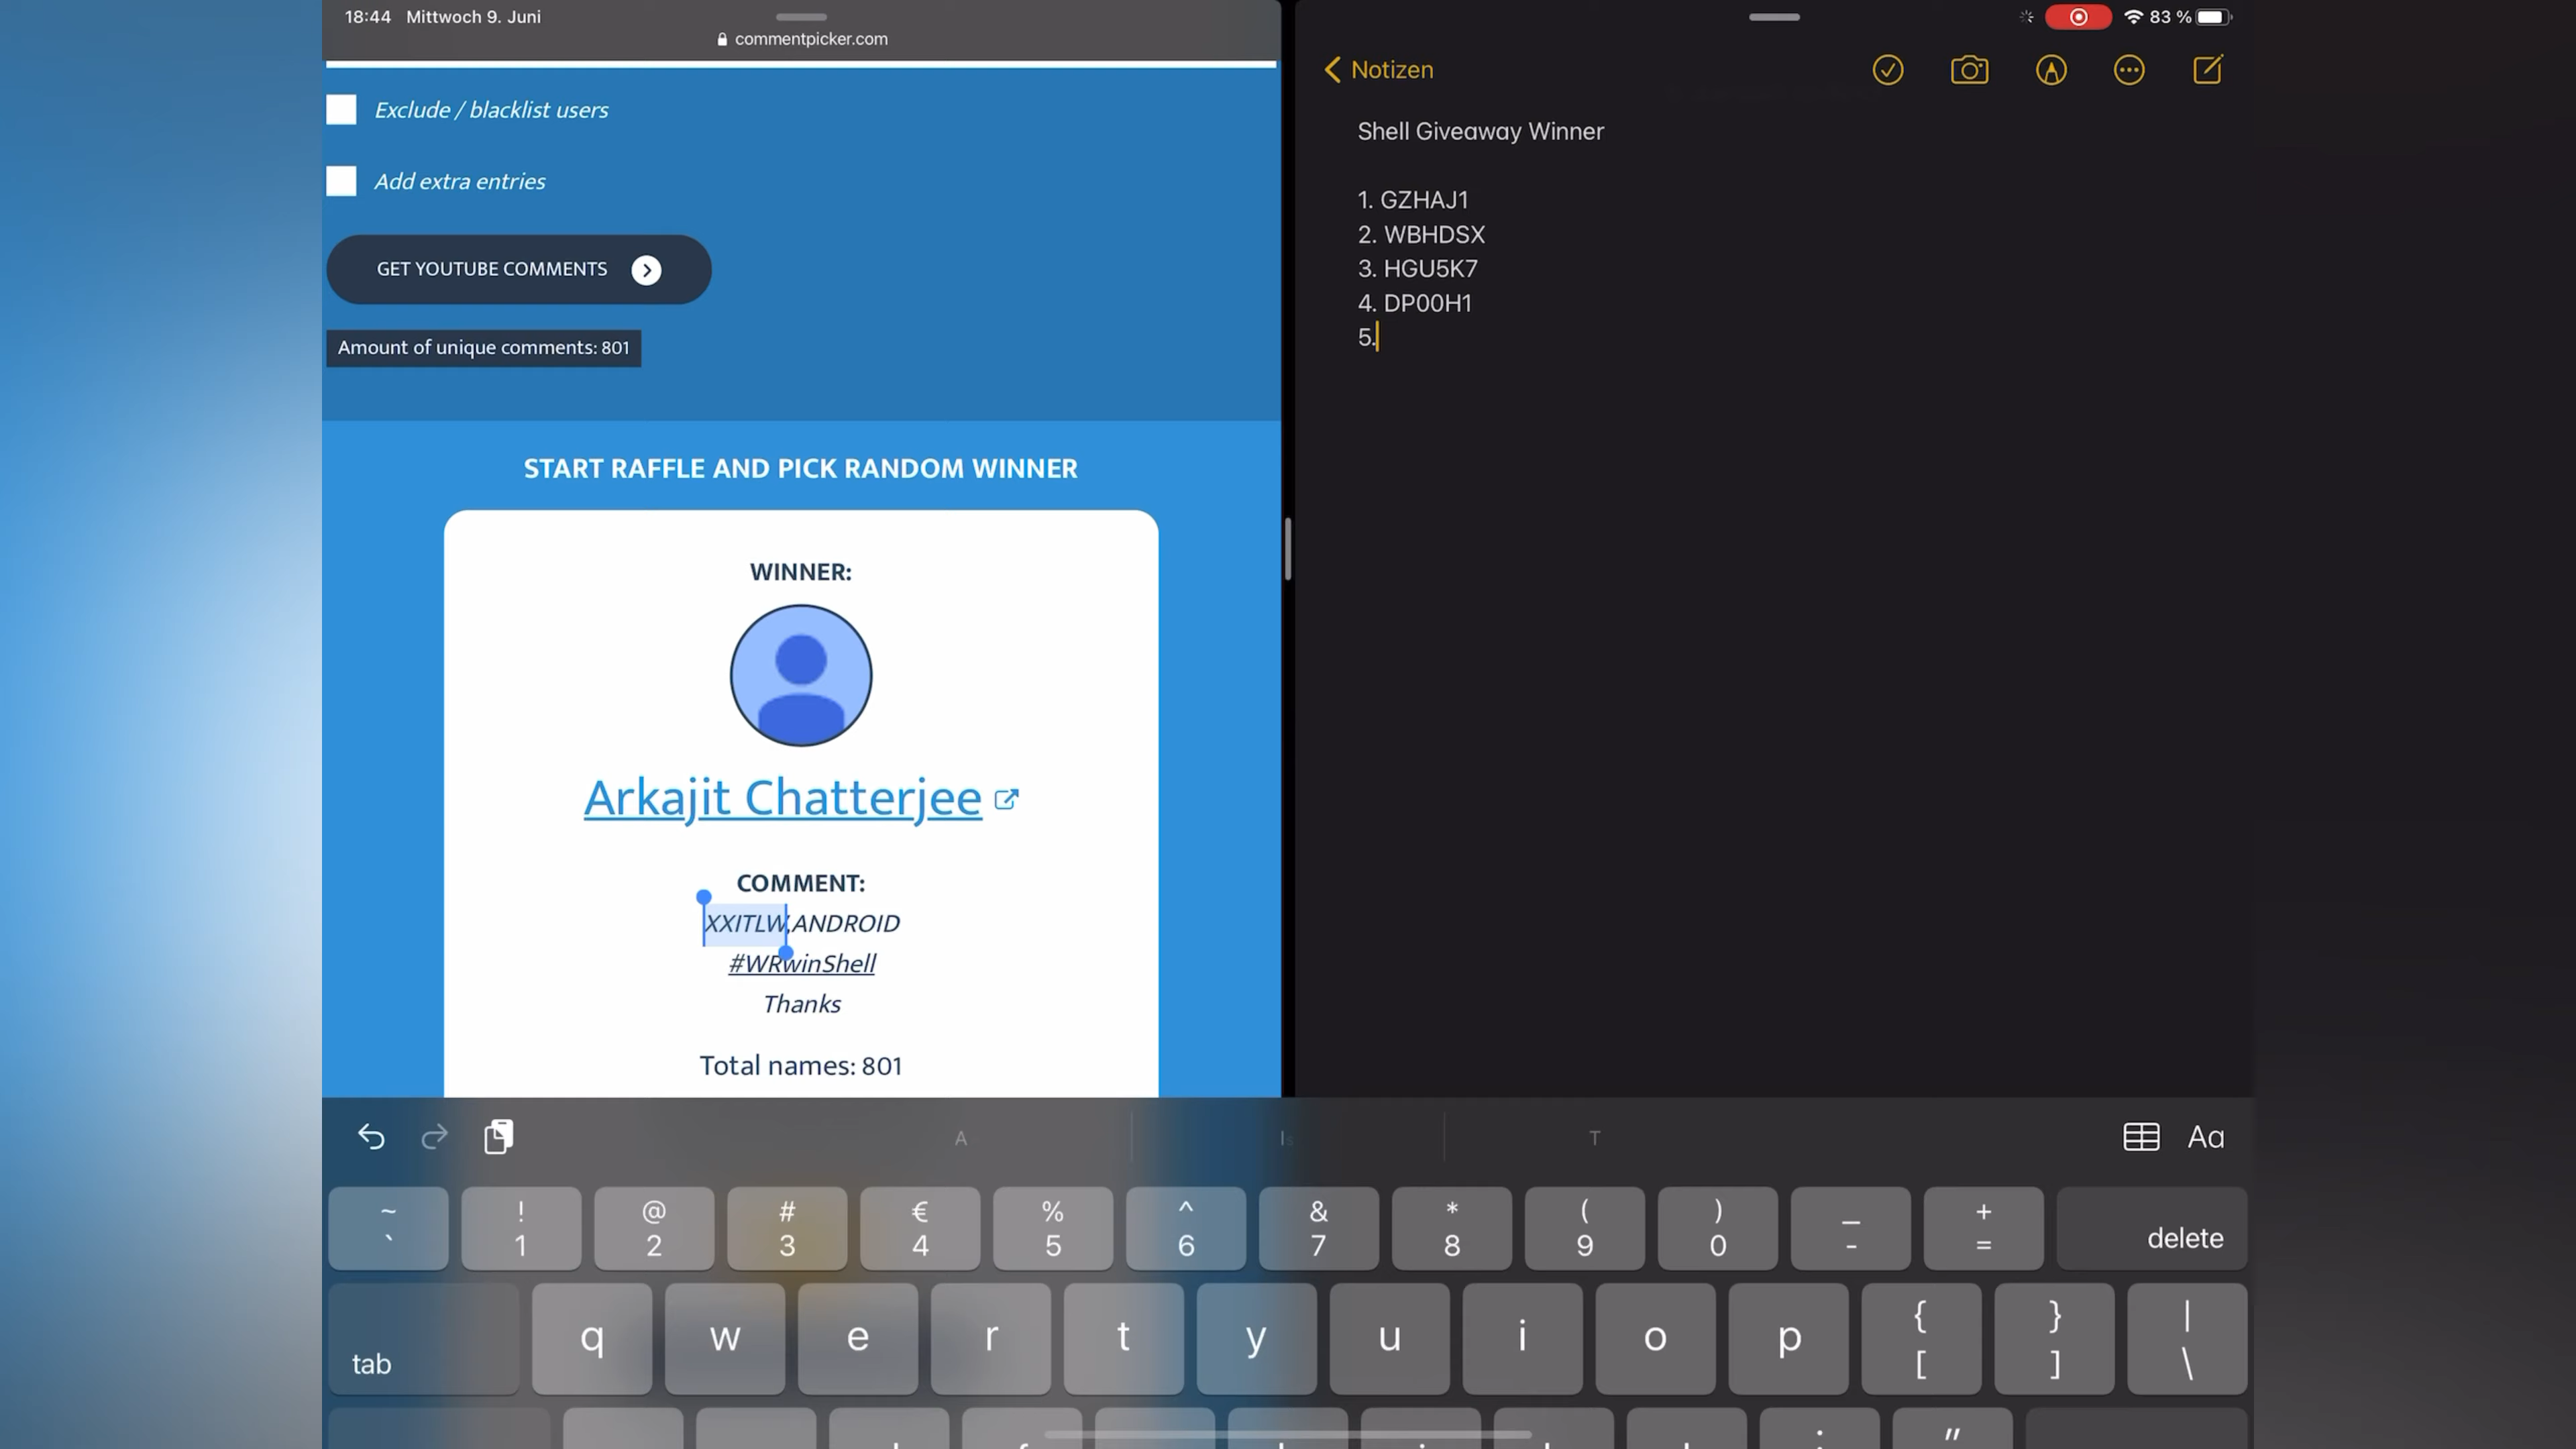 18:44 Mittwoch 9. Juni
commentpicker.com
Exclude / blacklist users
Add extra entries
GET YOUTUBE COMMENTS
Amount of unique comments: 801
START RAFFLE AND PICK RANDOM WINNER
WINNER:
Arkajit Chatterjee
COMMENT:
XXITLW,ANDROID
#WRwinShell
Thanks
Total names: 801
83 %
Notizen
Shell Giveaway Winner
1. GZHAJ1
2. WBHDSX
3. HGU5K7
4. DP00H1
5.
A Is T
Aa
~ ! @ # € % ^ & * ( ) _ +
` 1 2 3 4 5 6 7 8 9 0 - = delete
tab q w e r t y u i o p { [ } ] | \